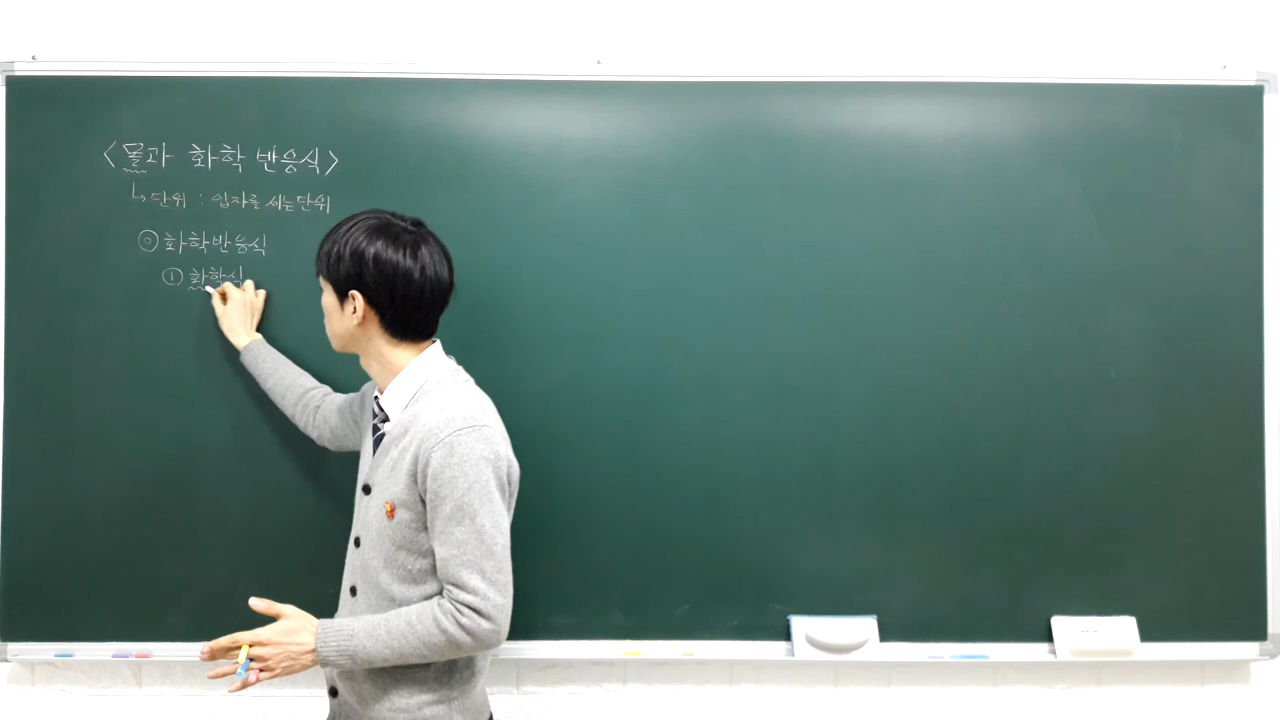 <몰과 화학 반응식>
↳ 단위 : 입자를 세는 단위
◎ 화학반응식
① 화학식